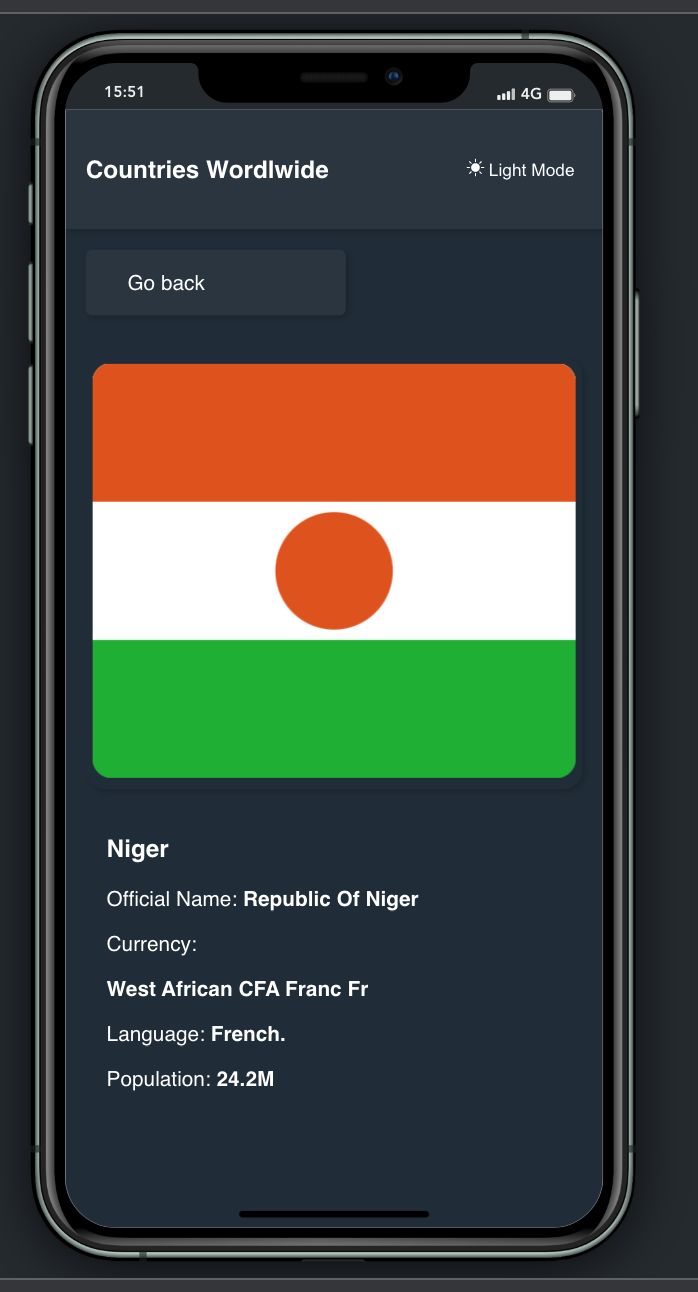 15:51
4G
Countries Wordlwide
Light Mode
Go back
Niger
Official Name: Republic Of Niger
Currency:
West African CFA Franc Fr
Language: French.
Population: 24.2M